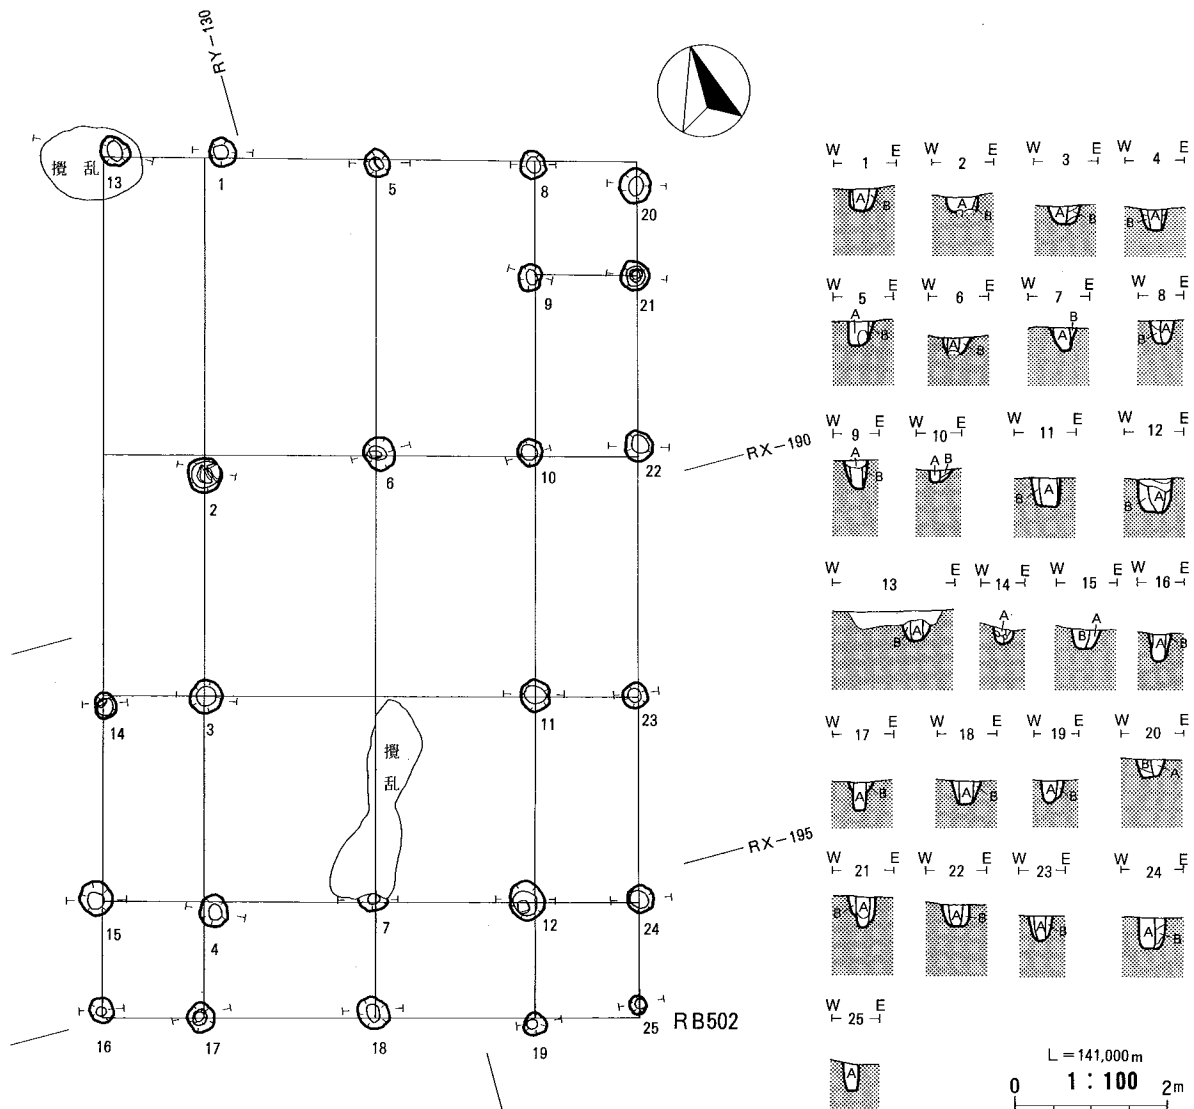 RY-130
攪 乱
13
1
5
8
20
9
21
RX-190
2
6
10
22
14
3
11
23
攪
乱
RX-195
15
4
7
12
24
16
17
18
19
25
RB502
W 1 E
A B
W 2 E
A B
W 3 E
A B
W 4 E
B A
W 5 E
A B
W 6 E
A B
W 7 E
A B
W 8 E
B A
W 9 E
A B
W 10 E
A B
W 11 E
B A
W 12 E
B A
W 13 E
B A
W 14 E
A
W 15 E
B A
W 16 E
A B
W 17 E
A B
W 18 E
A B
W 19 E
A B
W 20 E
B A
W 21 E
B A
W 22 E
A B
W 23 E
A B
W 24 E
A B
W 25 E
A
L=141,000m
1:100
0 2m